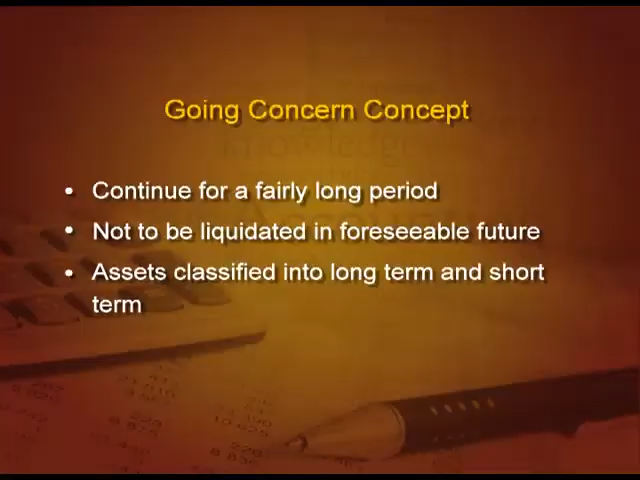 Going Concern Concept
• Continue for a fairly long period
• Not to be liquidated in foreseeable future
• Assets classified into long term and short
term